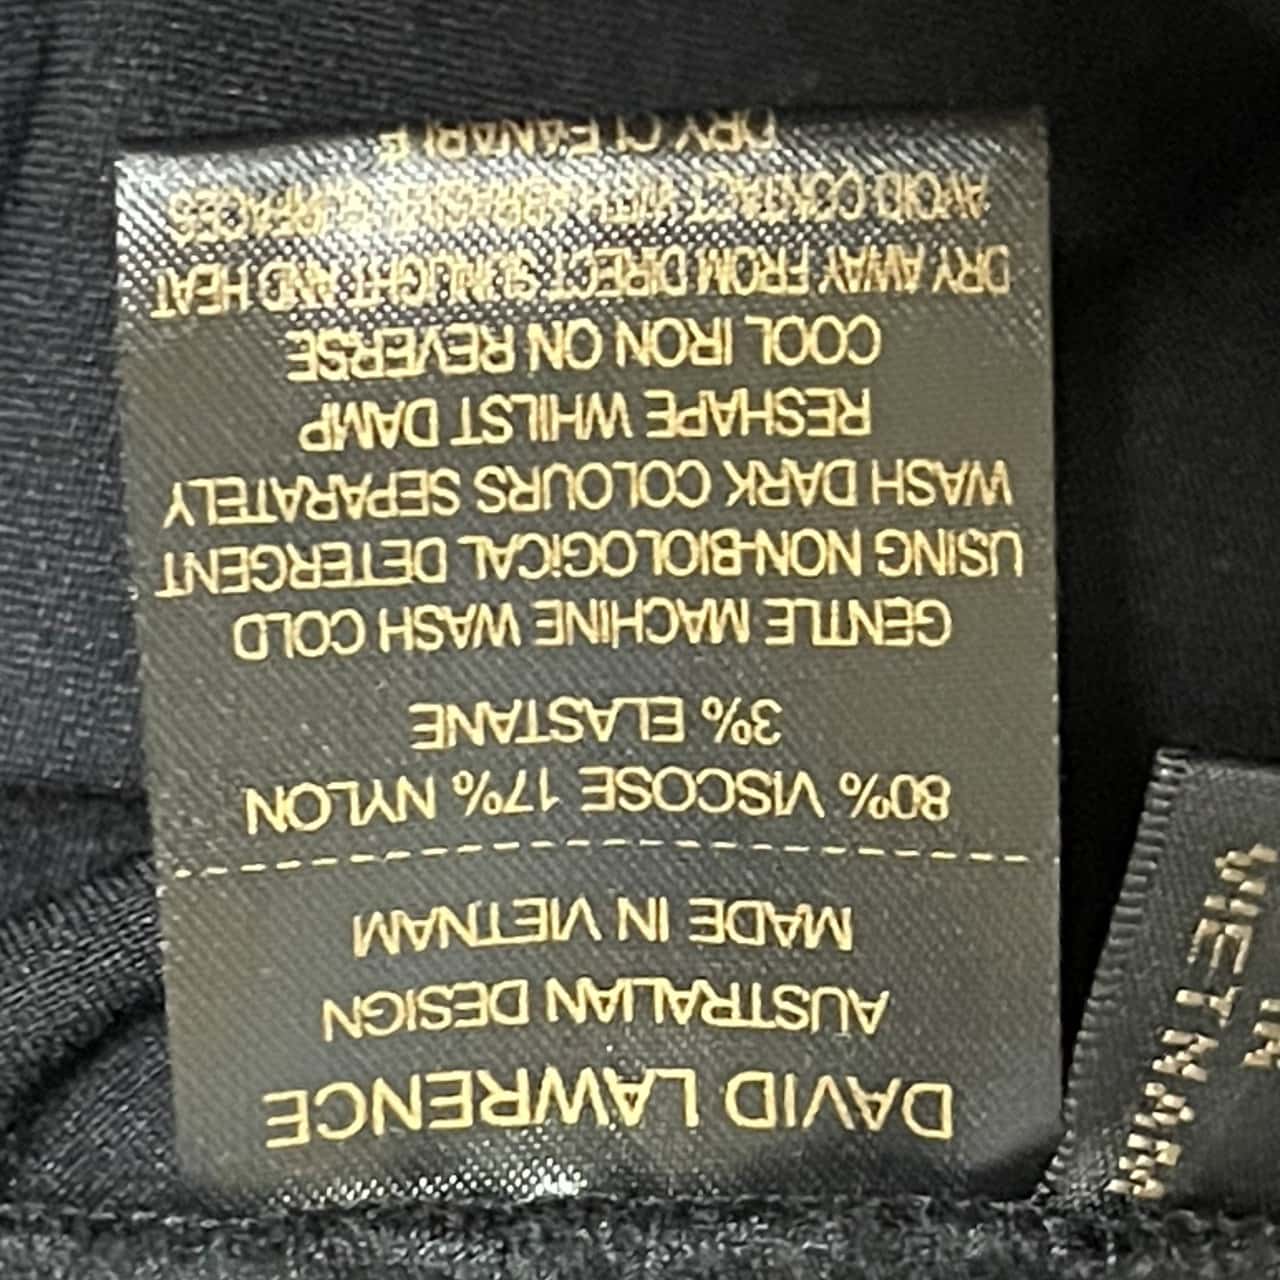 DAVID LAWRENCE
AUSTRALIAN DESIGN
MADE IN VIETNAM
80% VISCOSE 17% NYLON
3% ELASTANE
GENTLE MACHINE WASH COLD
USING NON-BIOLOGiCAL DETERGENT
WASH DARK COLOURS SEPARATELY
RESHAPE WHILST DAMP
COOL IRON ON REVERSE
DRY AWAY FROM DIRECT SUNLIGHT AND HEAT
AVOID CONTACT WITH ABRASIVE SURFACES
DRY CLEANABLE
IN
VIETNAM